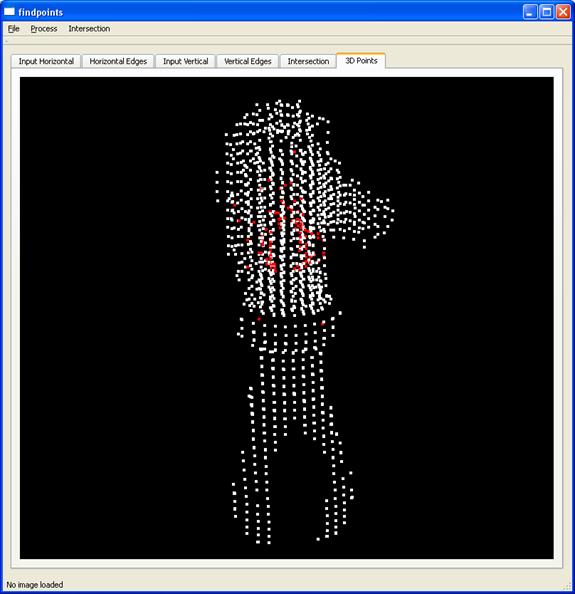 findpoints
File Process Intersection
Input Horizontal Horizontal Edges Input Vertical Vertical Edges Intersection 3D Points
No image loaded